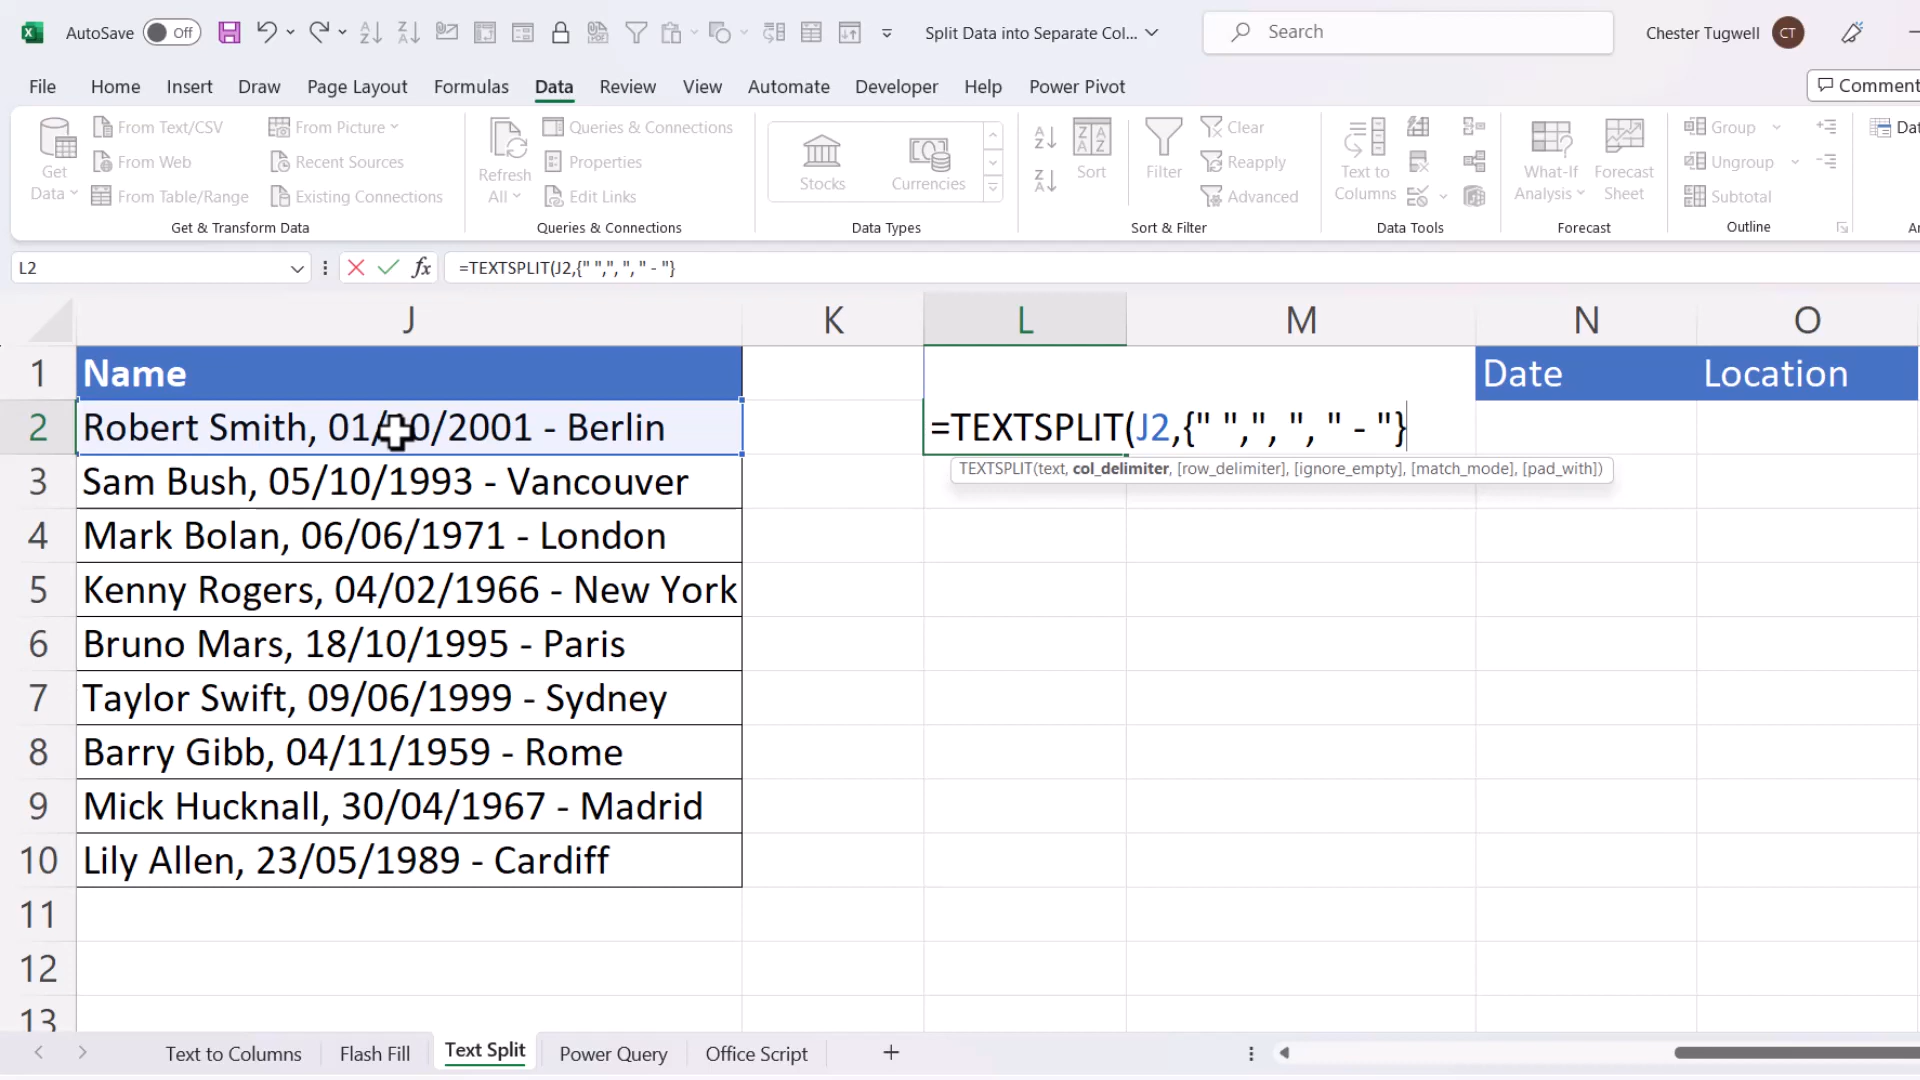 AutoSave Off Split Data into Separate Col... Search Chester Tugwell CT
File Home Insert Draw Page Layout Formulas Data Review View Automate Developer Help Power Pivot Comment
Get Data
From Text/CSV
From Web
From Table/Range
From Picture
Recent Sources
Existing Connections
Get & Transform Data
Refresh All
Queries & Connections
Properties
Edit Links
Queries & Connections
Stocks Currencies
Data Types
Sort
Filter
Clear
Reapply
Advanced
Sort & Filter
Text to Columns
Data Tools
What-If Analysis
Forecast Sheet
Forecast
Group
Ungroup
Subtotal
Outline
L2 fx =TEXTSPLIT(J2,{" ",", ", " - "}
J K L M N O
1 Name Date Location
2 Robert Smith, 01/10/2001 - Berlin =TEXTSPLIT(J2,{" ",", ", " - "}
TEXTSPLIT(text, col_delimiter, [row_delimiter], [ignore_empty], [match_mode], [pad_with])
3 Sam Bush, 05/10/1993 - Vancouver
4 Mark Bolan, 06/06/1971 - London
5 Kenny Rogers, 04/02/1966 - New York
6 Bruno Mars, 18/10/1995 - Paris
7 Taylor Swift, 09/06/1999 - Sydney
8 Barry Gibb, 04/11/1959 - Rome
9 Mick Hucknall, 30/04/1967 - Madrid
10 Lily Allen, 23/05/1989 - Cardiff
11
12
13
Text to Columns Flash Fill Text Split Power Query Office Script